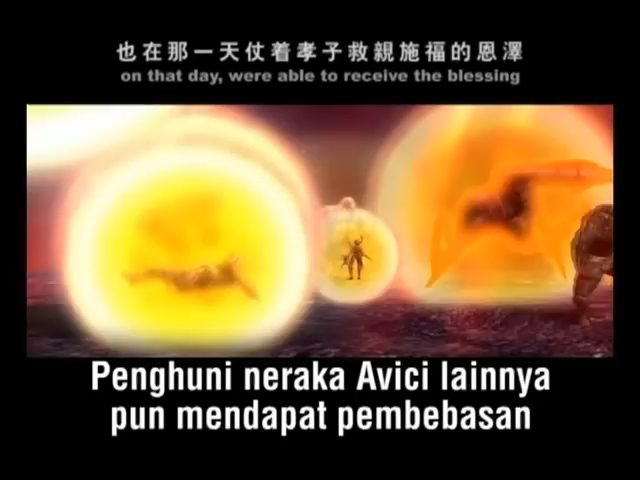 也在那一天仗着孝子救親施福的恩澤
on that day, were able to receive the blessing
Penghuni neraka Avici lainnya
pun mendapat pembebasan